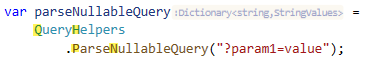 var parseNullableQuery :Dictionary<string,StringValues> =
QueryHelpers
.ParseNullableQuery("?param1=value");